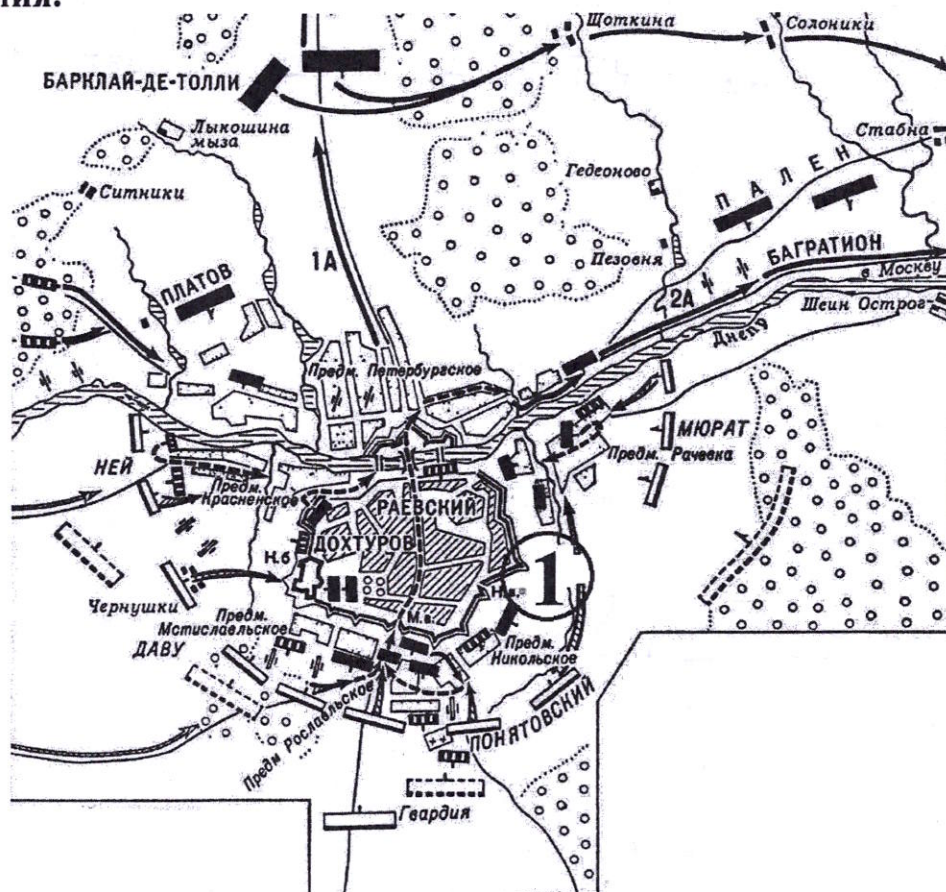 ния.
Щоткина
Солоники
БАРКЛАЙ-ДЕ-ТОЛЛИ
Лыкошина
мыза
Стабна
Ситники
Гедеоново
ПАЛЕН
1А
Пезовня
БАГРАТИОН
ПЛАТОВ
2А
в Москву
Шеин Острог
Днепр
Предм. Петербургское
МЮРАТ
НЕЙ
Предм. Рачевка
Предм.
Красненское
РАЕВСКИЙ
ДОХТУРОВ
Н.б
1
Чернушки
Предм.
Мстиславльское
М.в.
Предм.
Никольское
ДАВУ
Предм Рославльское
ПОНЯТОВСКИЙ
Гвардия